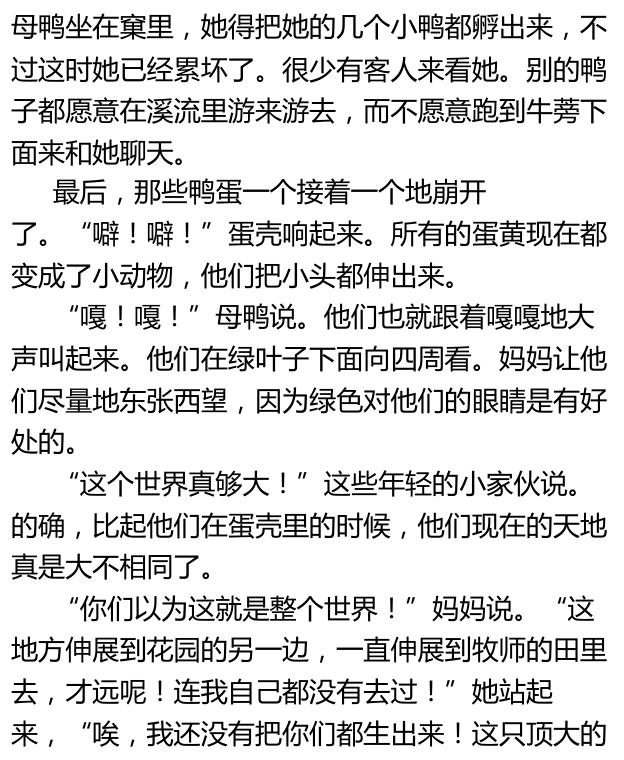 母鸭坐在窠里，她得把她的几个小鸭都孵出来，不
过这时她已经累坏了。很少有客人来看她。别的鸭
子都愿意在溪流里游来游去，而不愿意跑到牛蒡下
面来和她聊天。
最后，那些鸭蛋一个接着一个地崩开
了。“噼！噼！”蛋壳响起来。所有的蛋黄现在都
变成了小动物，他们把小头都伸出来。
“嘎！嘎！”母鸭说。他们也就跟着嘎嘎地大
声叫起来。他们在绿叶子下面向四周看。妈妈让他
们尽量地东张西望，因为绿色对他们的眼睛是有好
处的。
“这个世界真够大！”这些年轻的小家伙说。
的确，比起他们在蛋壳里的时候，他们现在的天地
真是大不相同了。
“你们以为这就是整个世界！”妈妈说。“这
地方伸展到花园的另一边，一直伸展到牧师的田里
去，才远呢！连我自己都没有去过！”她站起
来，“唉，我还没有把你们都生出来！这只顶大的